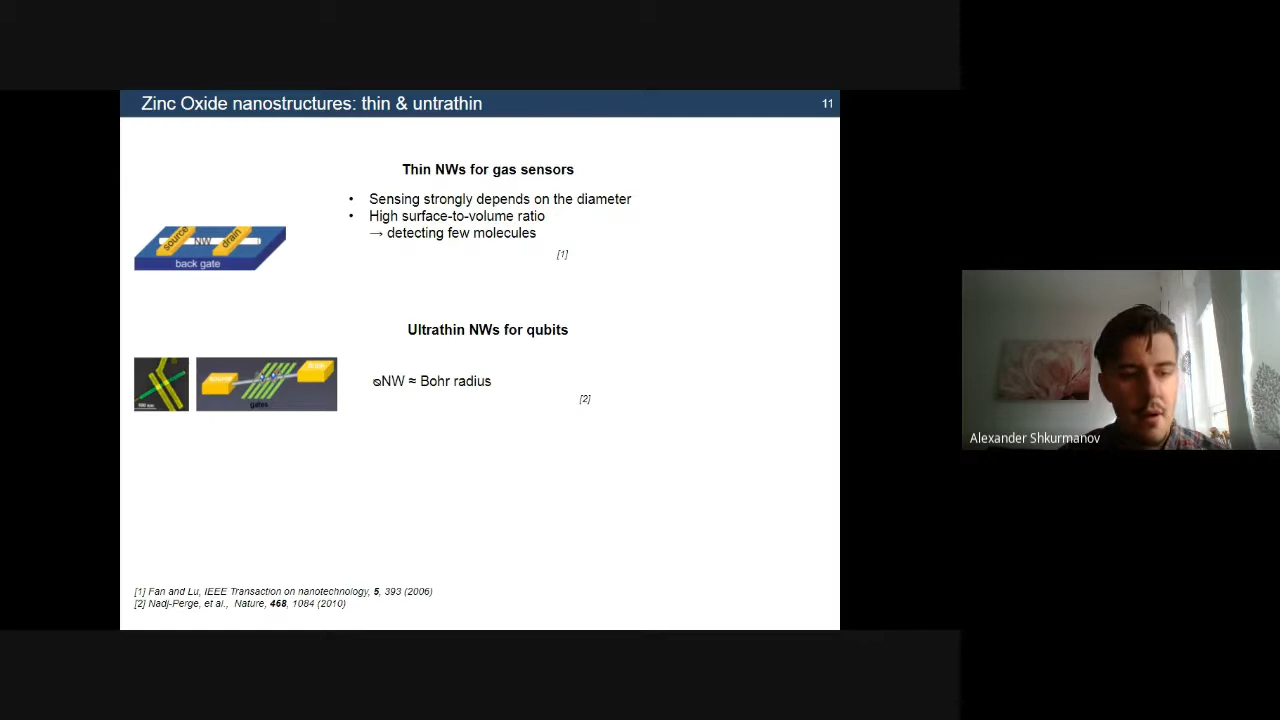 Zinc Oxide nanostructures: thin & untrathin
11
Thin NWs for gas sensors
• Sensing strongly depends on the diameter
• High surface-to-volume ratio
→ detecting few molecules
[1]
source
NW
drain
back gate
Ultrathin NWs for qubits
gates
⌀NW ≈ Bohr radius
[2]
Alexander Shkurmanov
[1] Fan and Lu, IEEE Transaction on nanotechnology, 5, 393 (2006)
[2] Nadj-Perge, et al., Nature, 468, 1084 (2010)